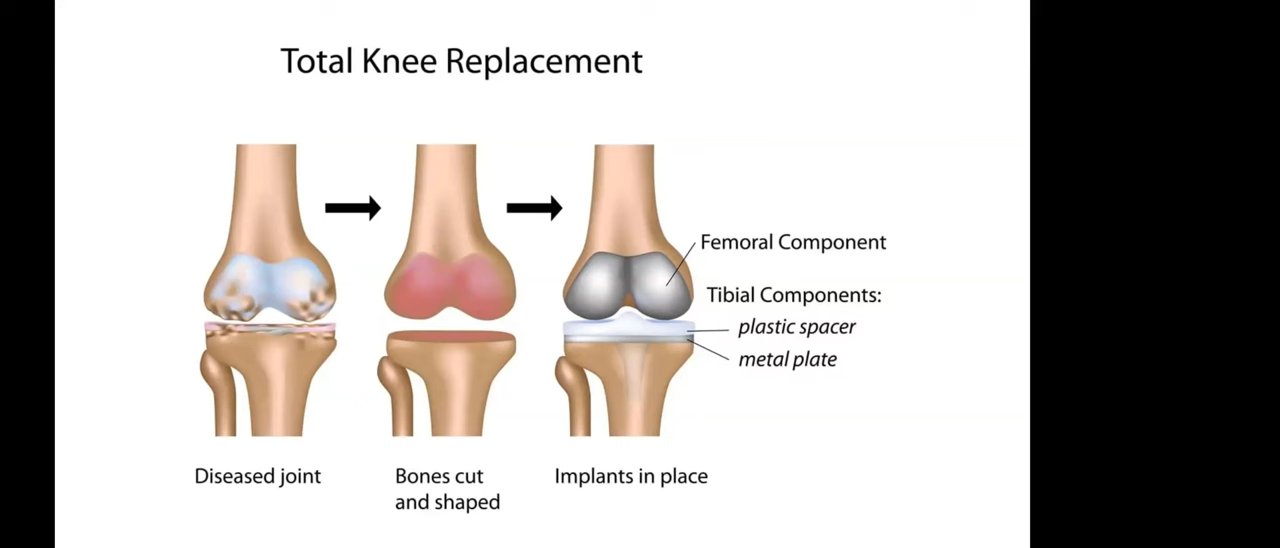 Total Knee Replacement
Femoral Component
Tibial Components:
plastic spacer
metal plate
Diseased joint
Bones cut
and shaped
Implants in place